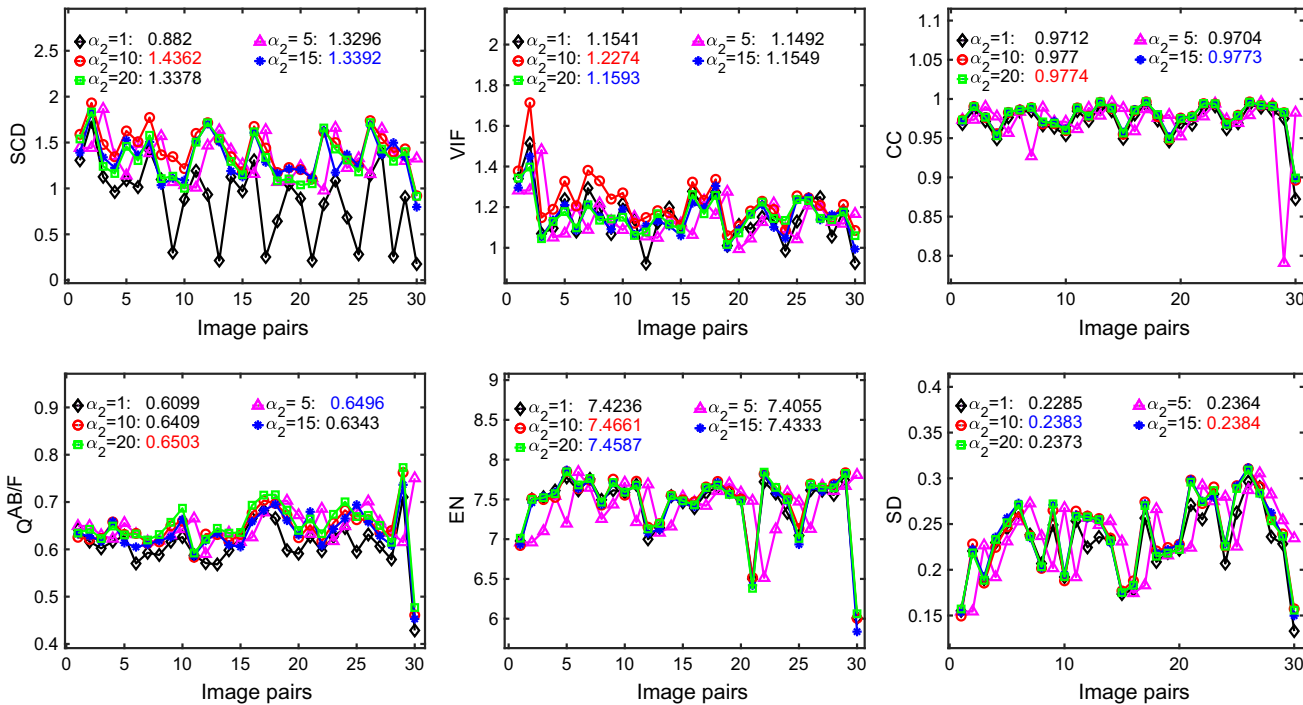 SCD
2.5
2
1.5
1
0.5
0
α2=1: 0.882
α2= 5: 1.3296
α2=10: 1.4362
α2=15: 1.3392
α2=20: 1.3378
0 5 10 15 20 25 30
Image pairs
VIF
2
1.8
1.6
1.4
1.2
1
α2=1: 1.1541
α2= 5: 1.1492
α2=10: 1.2274
α2=15: 1.1549
α2=20: 1.1593
0 5 10 15 20 25 30
Image pairs
CC
1.1
1.05
1
0.95
0.9
0.85
0.8
α2=1: 0.9712
α2= 5: 0.9704
α2=10: 0.977
α2=15: 0.9773
α2=20: 0.9774
0 10 20 30
Image pairs
QAB/F
0.9
0.8
0.7
0.6
0.5
0.4
α2=1: 0.6099
α2= 5: 0.6496
α2=10: 0.6409
α2=15: 0.6343
α2=20: 0.6503
0 5 10 15 20 25 30
Image pairs
EN
9
8.5
8
7.5
7
6.5
6
α2=1: 7.4236
α2= 5: 7.4055
α2=10: 7.4661
α2=15: 7.4333
α2=20: 7.4587
0 5 10 15 20 25 30
Image pairs
SD
0.4
0.35
0.3
0.25
0.2
0.15
α2=1: 0.2285
α2=5: 0.2364
α2=10: 0.2383
α2=15: 0.2384
α2=20: 0.2373
0 10 20 30
Image pairs